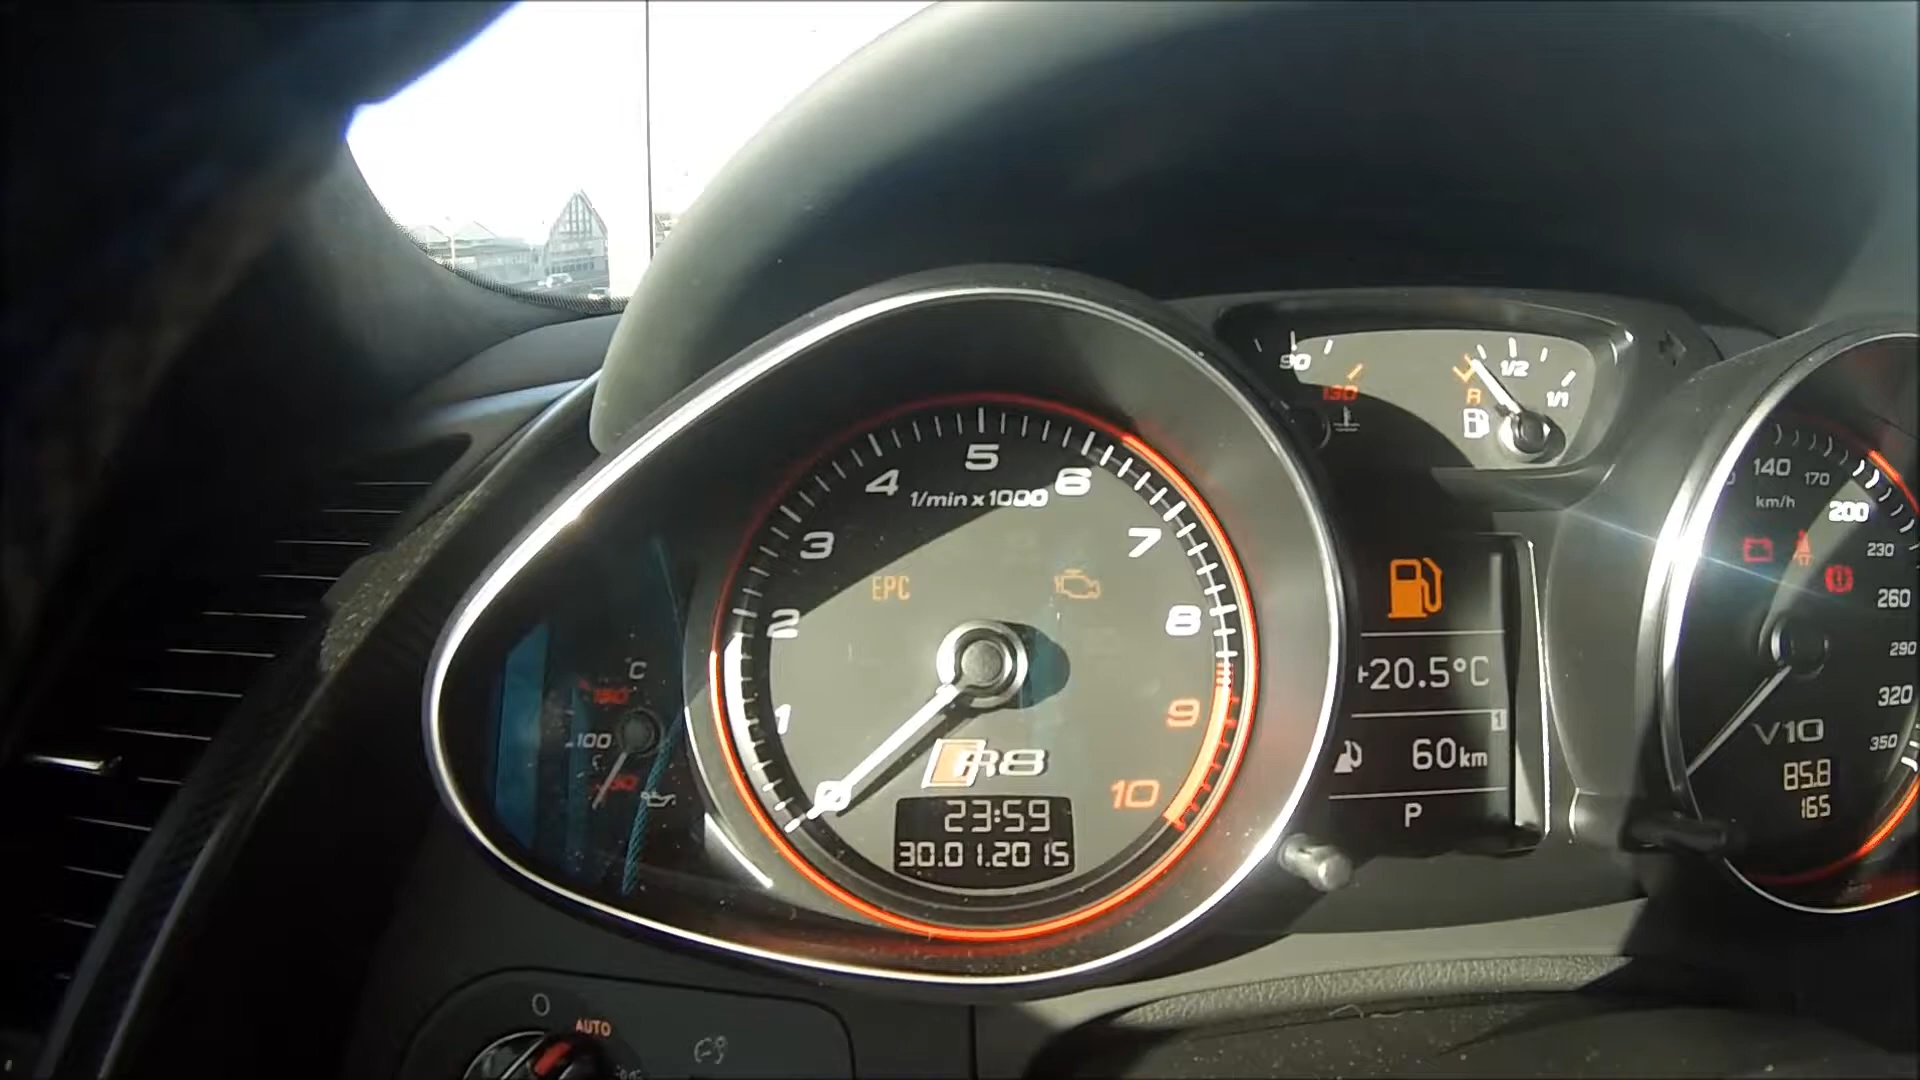 90
130
R
1/2
1/1
5
4
6
1/min x 1000
3
7
2
8
EPC
1
9
0
10
R8
23:59
30.01.2015
°C
150
100
50
+20.5°C
1
60km
P
140
170
km/h
200
230
260
290
320
350
V10
85.8
165
AUTO